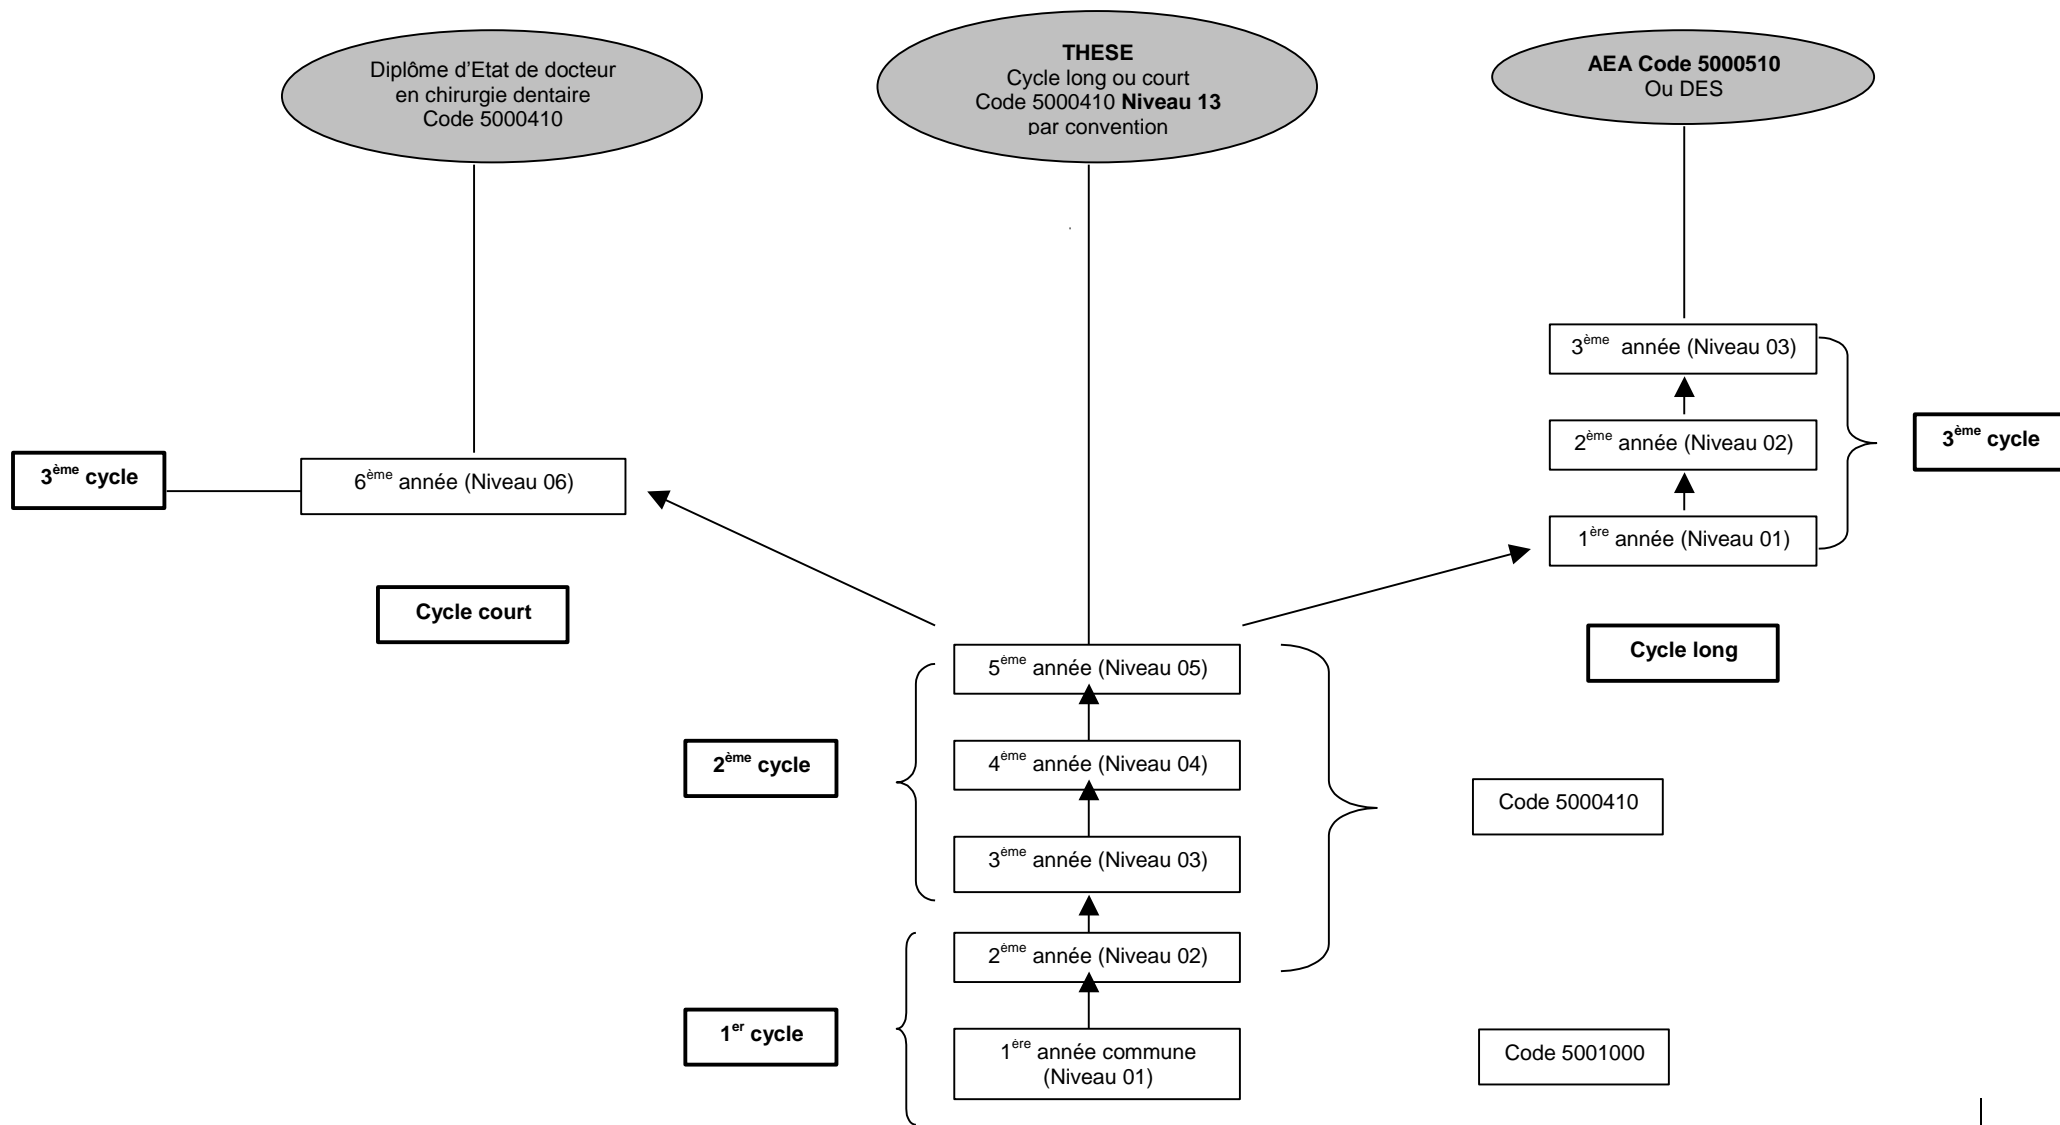 Diplôme d'Etat de docteur
en chirurgie dentaire
Code 5000410
THESE
Cycle long ou court
Code 5000410 Niveau 13
par convention
AEA Code 5000510
Ou DES
3ème année (Niveau 03)
2ème année (Niveau 02)
1ère année (Niveau 01)
3ème cycle
3ème cycle
6ème année (Niveau 06)
Cycle court
Cycle long
5ème année (Niveau 05)
2ème cycle
4ème année (Niveau 04)
Code 5000410
3ème année (Niveau 03)
2ème année (Niveau 02)
1er cycle
1ère année commune
(Niveau 01)
Code 5001000